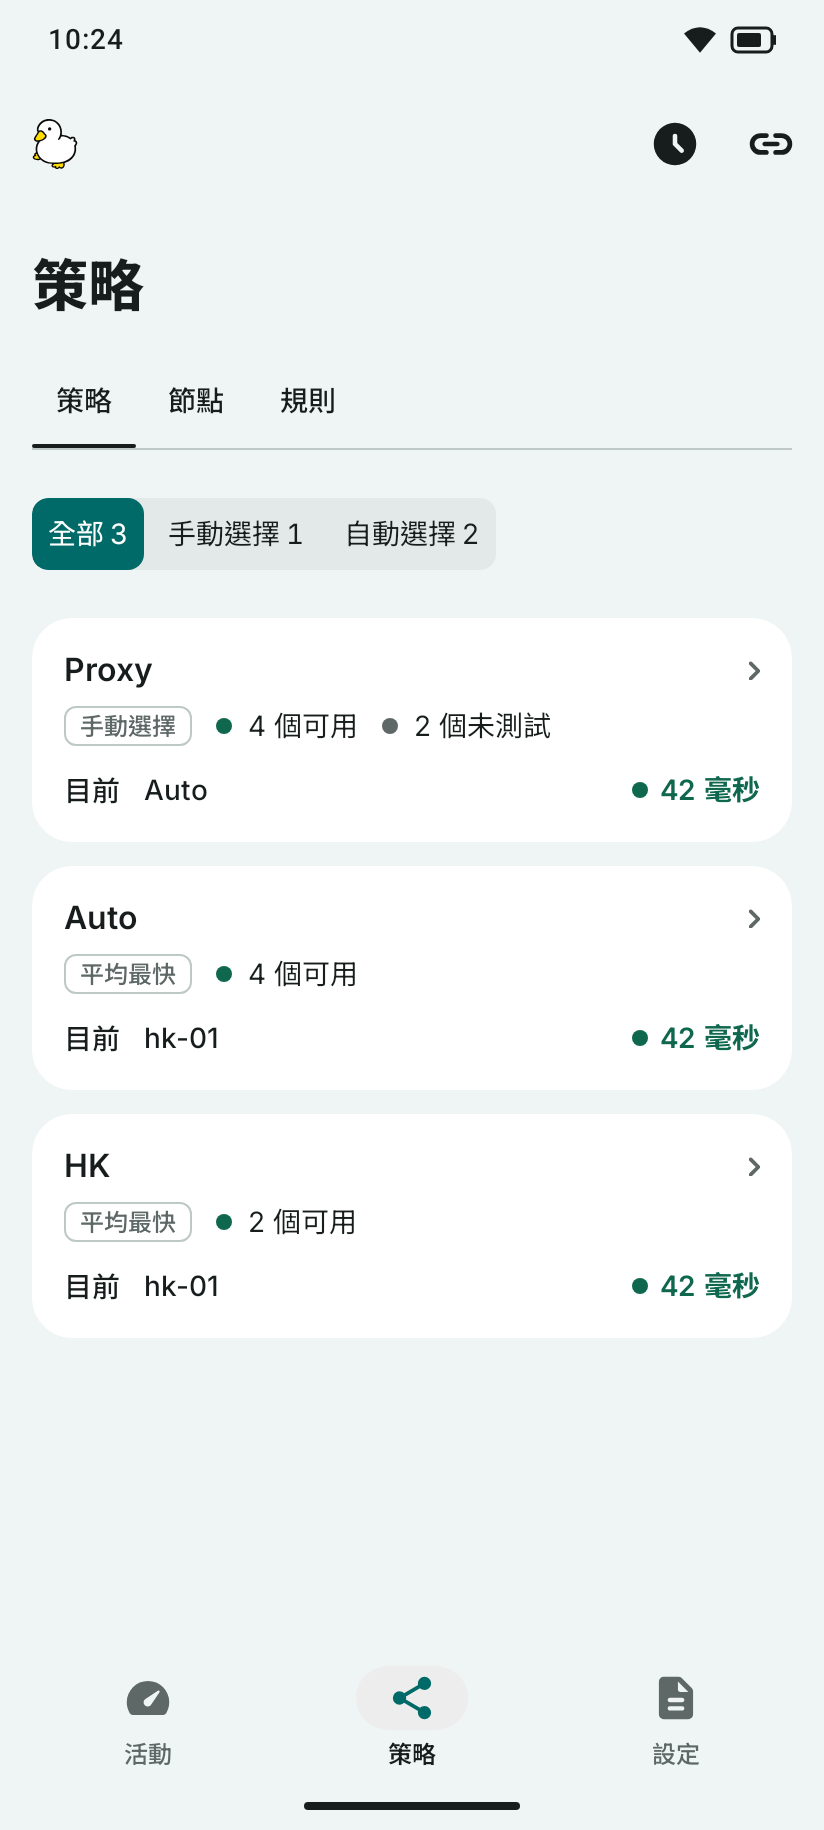 10:24
策略
策略 節點 規則
全部 3 手動選擇 1 自動選擇 2
Proxy
手動選擇 4 個可用 2 個未測試
目前 Auto 42 毫秒
Auto
平均最快 4 個可用
目前 hk-01 42 毫秒
HK
平均最快 2 個可用
目前 hk-01 42 毫秒
活動 策略 設定